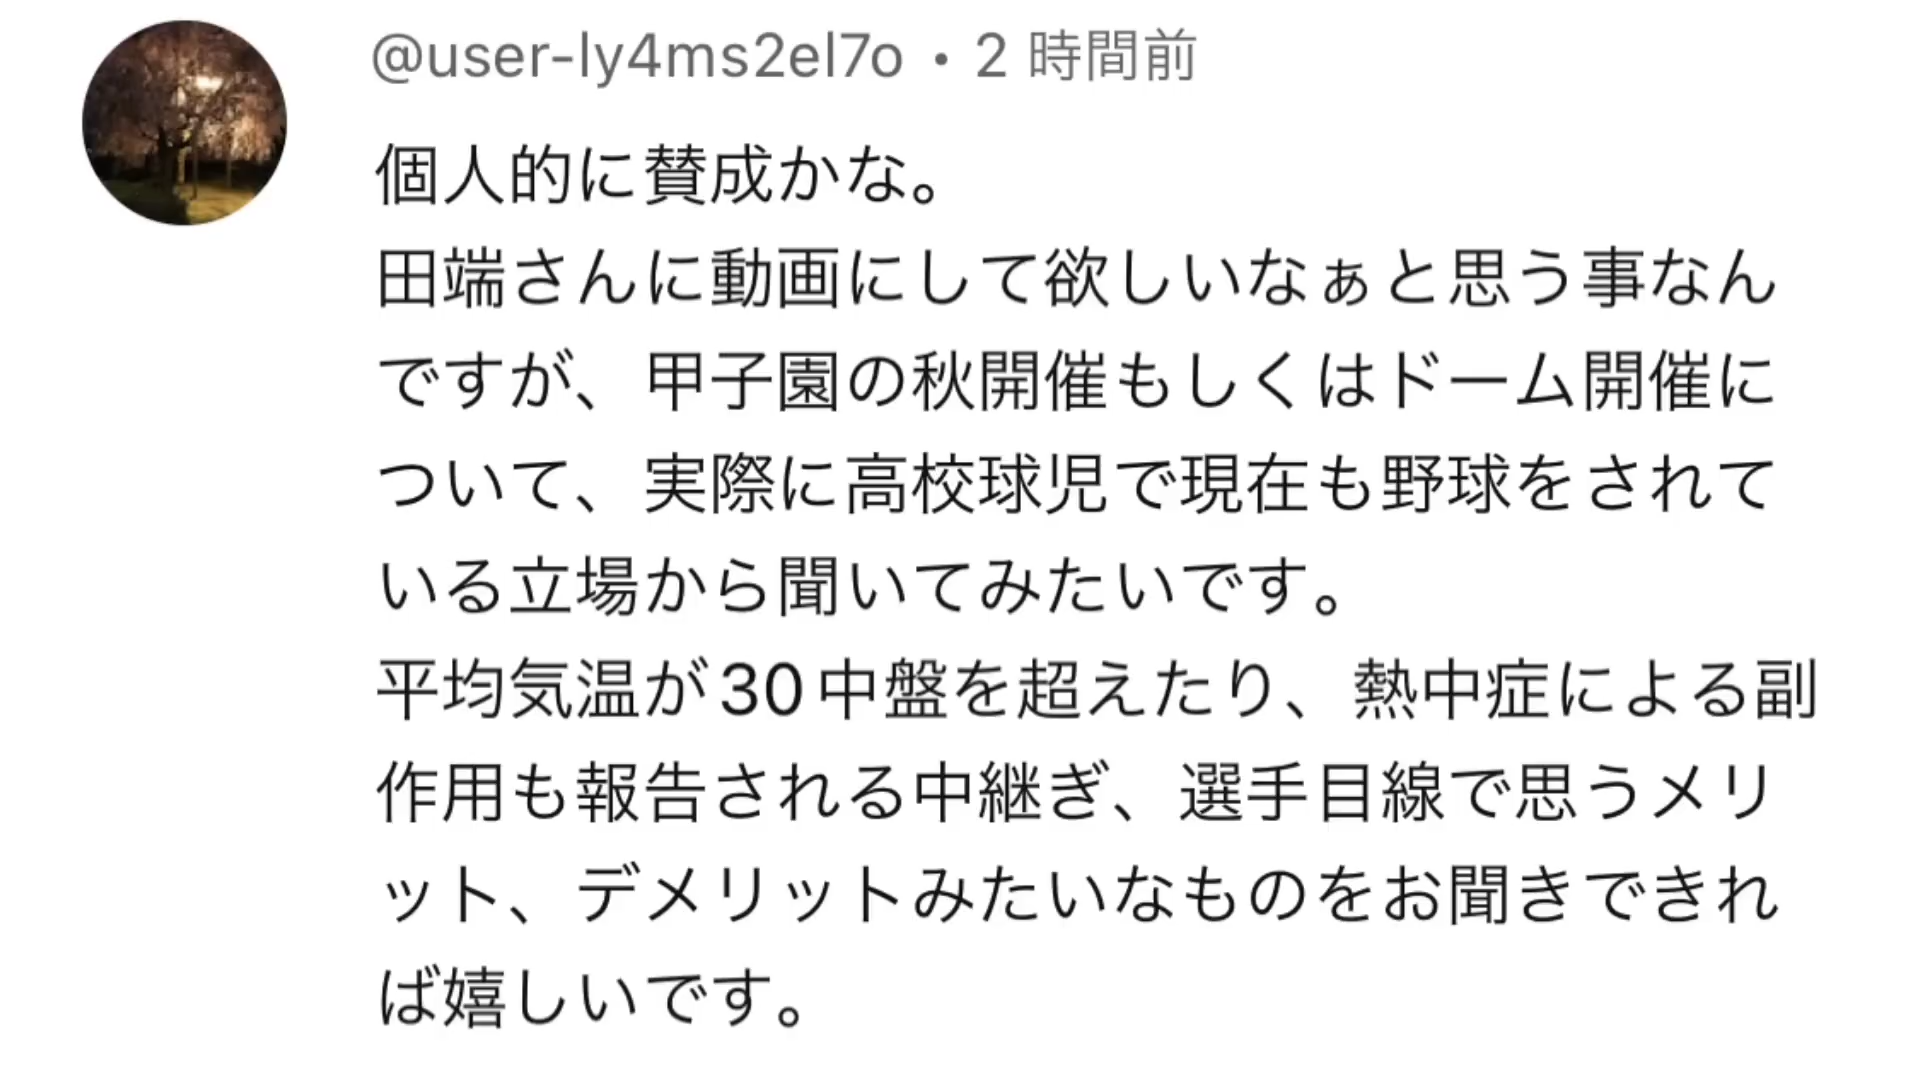 @user-ly4ms2el7o・2 時間前
個人的に賛成かな。
田端さんに動画にして欲しいなぁと思う事なん
ですが、甲子園の秋開催もしくはドーム開催に
ついて、実際に高校球児で現在も野球をされて
いる立場から聞いてみたいです。
平均気温が30中盤を超えたり、熱中症による副
作用も報告される中継ぎ、選手目線で思うメリ
ット、デメリットみたいなものをお聞きできれ
ば嬉しいです。